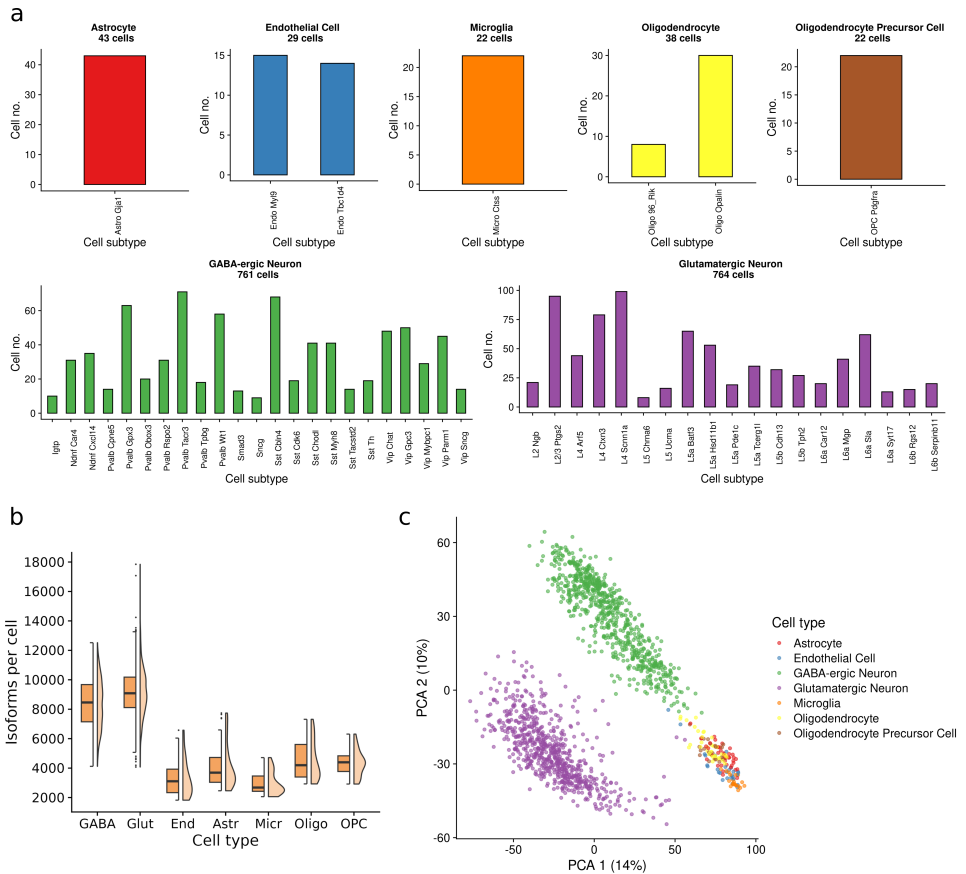 a
Astrocyte
43 cells
Cell no.
40
30
20
10
0
Astro Gja1
Cell subtype
Endothelial Cell
29 cells
Cell no.
15
10
5
0
Endo Myl9
Endo Tbc1d4
Cell subtype
Microglia
22 cells
Cell no.
20
15
10
5
0
Micro Ctss
Cell subtype
Oligodendrocyte
38 cells
Cell no.
30
20
10
0
Oligo 96_Rik
Oligo Opalin
Cell subtype
Oligodendrocyte Precursor Cell
22 cells
Cell no.
20
15
10
5
0
OPC Pdgfra
Cell subtype
GABA-ergic Neuron
761 cells
Cell no.
60
40
20
0
Igtp
Ndnf Car4
Ndnf Cxcl14
Pvalb Cpne5
Pvalb Gpx3
Pvalb Obox3
Pvalb Rspo2
Pvalb Tacr3
Pvalb Tpbg
Pvalb Wt1
Smad3
Sncg
Sst Cbln4
Sst Cdk6
Sst Chodl
Sst Myh8
Sst Tacstd2
Sst Th
Vip Chat
Vip Gpc3
Vip Mybpc1
Vip Parm1
Vip Sncg
Cell subtype
Glutamatergic Neuron
764 cells
Cell no.
100
75
50
25
0
L2 Ngb
L2/3 Ptgs2
L4 Arf5
L4 Ctxn3
L4 Scnn1a
L5 Chrna6
L5 Ucma
L5a Batf3
L5a Hsd11b1
L5a Pde1c
L5a Tcerg1l
L5b Cdh13
L5b Tph2
L6a Car12
L6a Mgp
L6a Sla
L6a Syt17
L6b Rgs12
L6b Serpinb11
Cell subtype
b
Isoforms per cell
18000
16000
14000
12000
10000
8000
6000
4000
2000
GABA Glut End Astr Micr Oligo OPC
Cell type
c
PCA 2 (10%)
60
30
0
-30
-60
-50 0 50 100
PCA 1 (14%)
Cell type
Astrocyte
Endothelial Cell
GABA-ergic Neuron
Glutamatergic Neuron
Microglia
Oligodendrocyte
Oligodendrocyte Precursor Cell